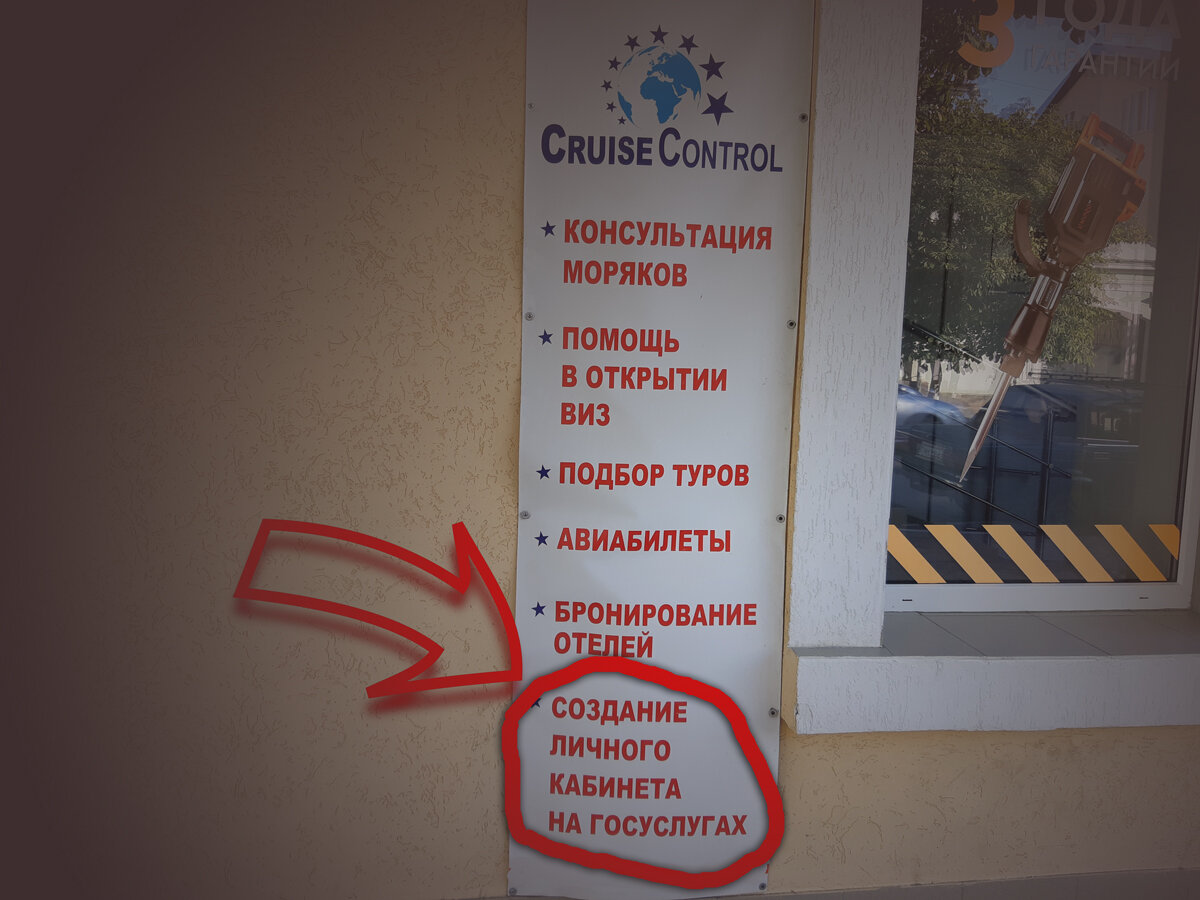 CRUISE CONTROL
КОНСУЛЬТАЦИЯ
МОРЯКОВ
ПОМОЩЬ
В ОТКРЫТИИ
ВИЗ
ПОДБОР ТУРОВ
АВИАБИЛЕТЫ
БРОНИРОВАНИЕ
ОТЕЛЕЙ
СОЗДАНИЕ
ЛИЧНОГО
КАБИНЕТА
НА ГОСУСЛУГАХ
3 ГОДА
ГАРАНТИИ